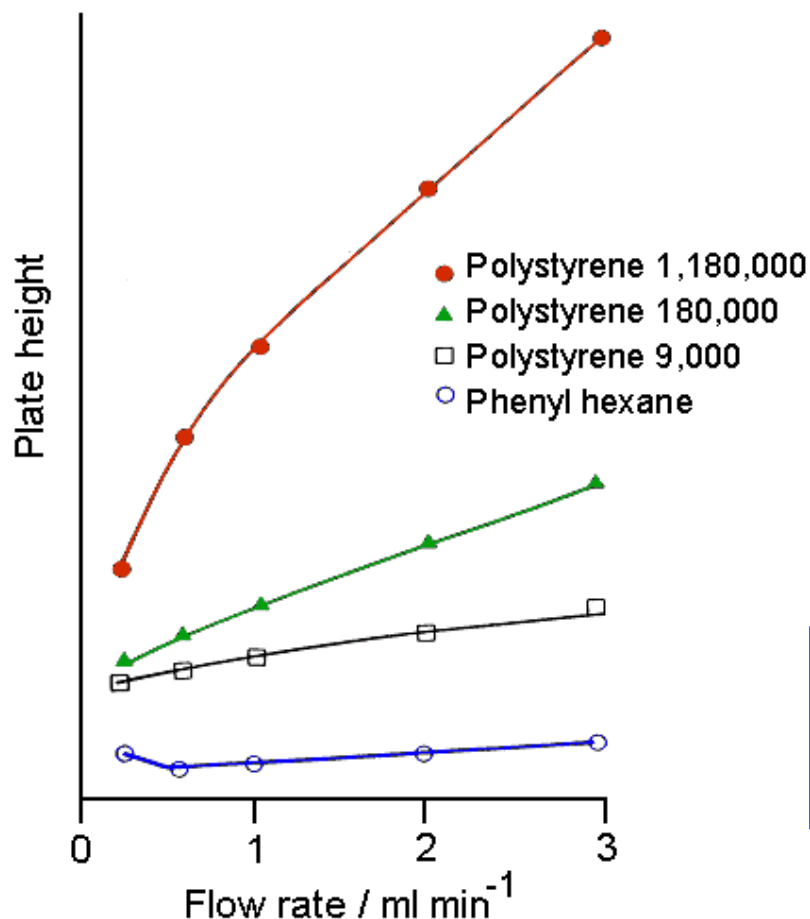 Plate height
Polystyrene 1,180,000
Polystyrene 180,000
Polystyrene 9,000
Phenyl hexane
0 1 2 3
Flow rate / ml min⁻¹